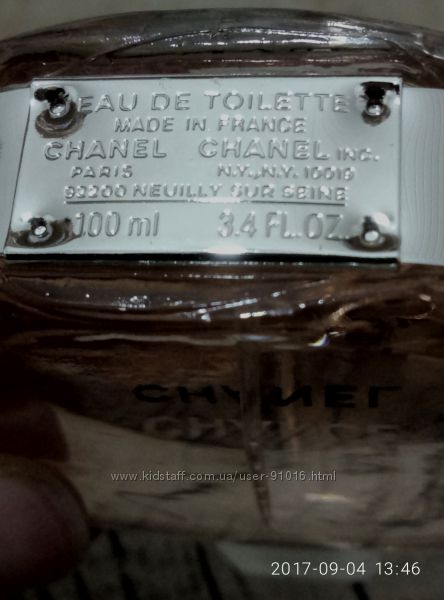 EAU DE TOILETTE
MADE IN FRANCE
CHANEL CHANEL INC.
PARIS N.Y., N.Y. 10019
92200 NEUILLY SUR SEINE
100 ml 3.4 FL. OZ.
CHANEL
www.kidstaff.com.ua/user-91016.html
2017-09-04 13:46